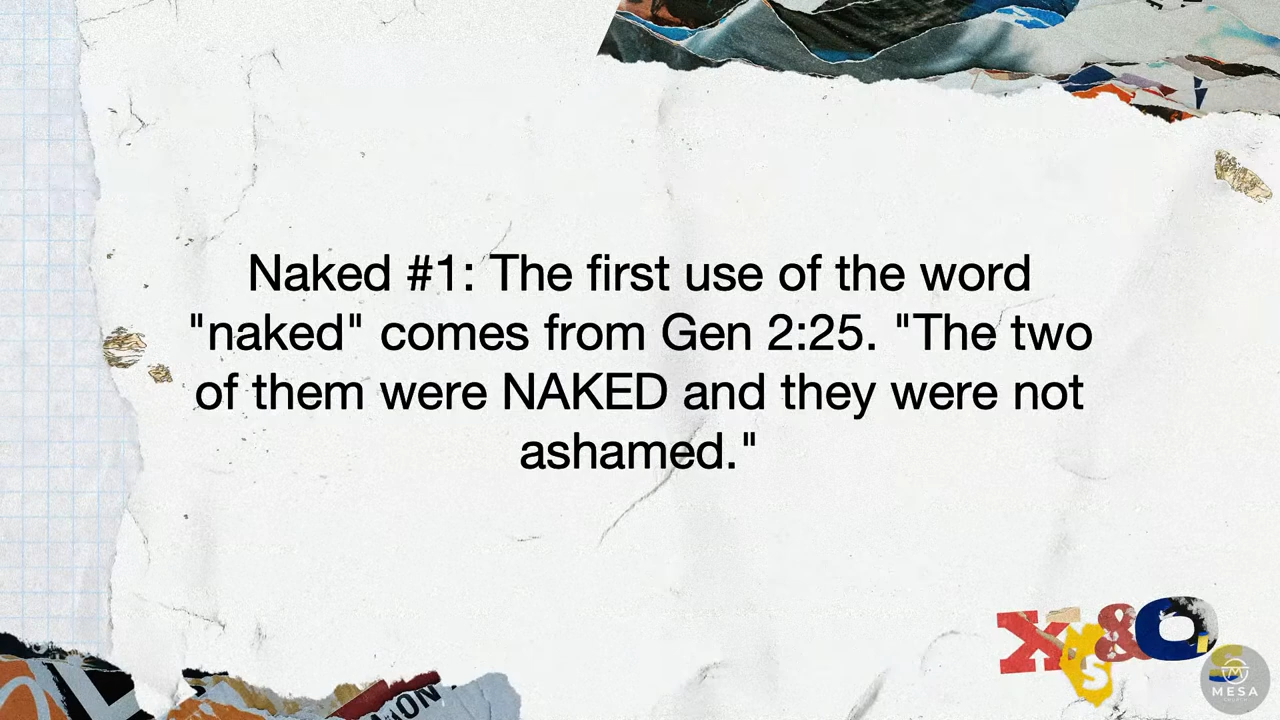 Naked #1: The first use of the word
"naked" comes from Gen 2:25. "The two
of them were NAKED and they were not
ashamed."
X's & O's
MESA